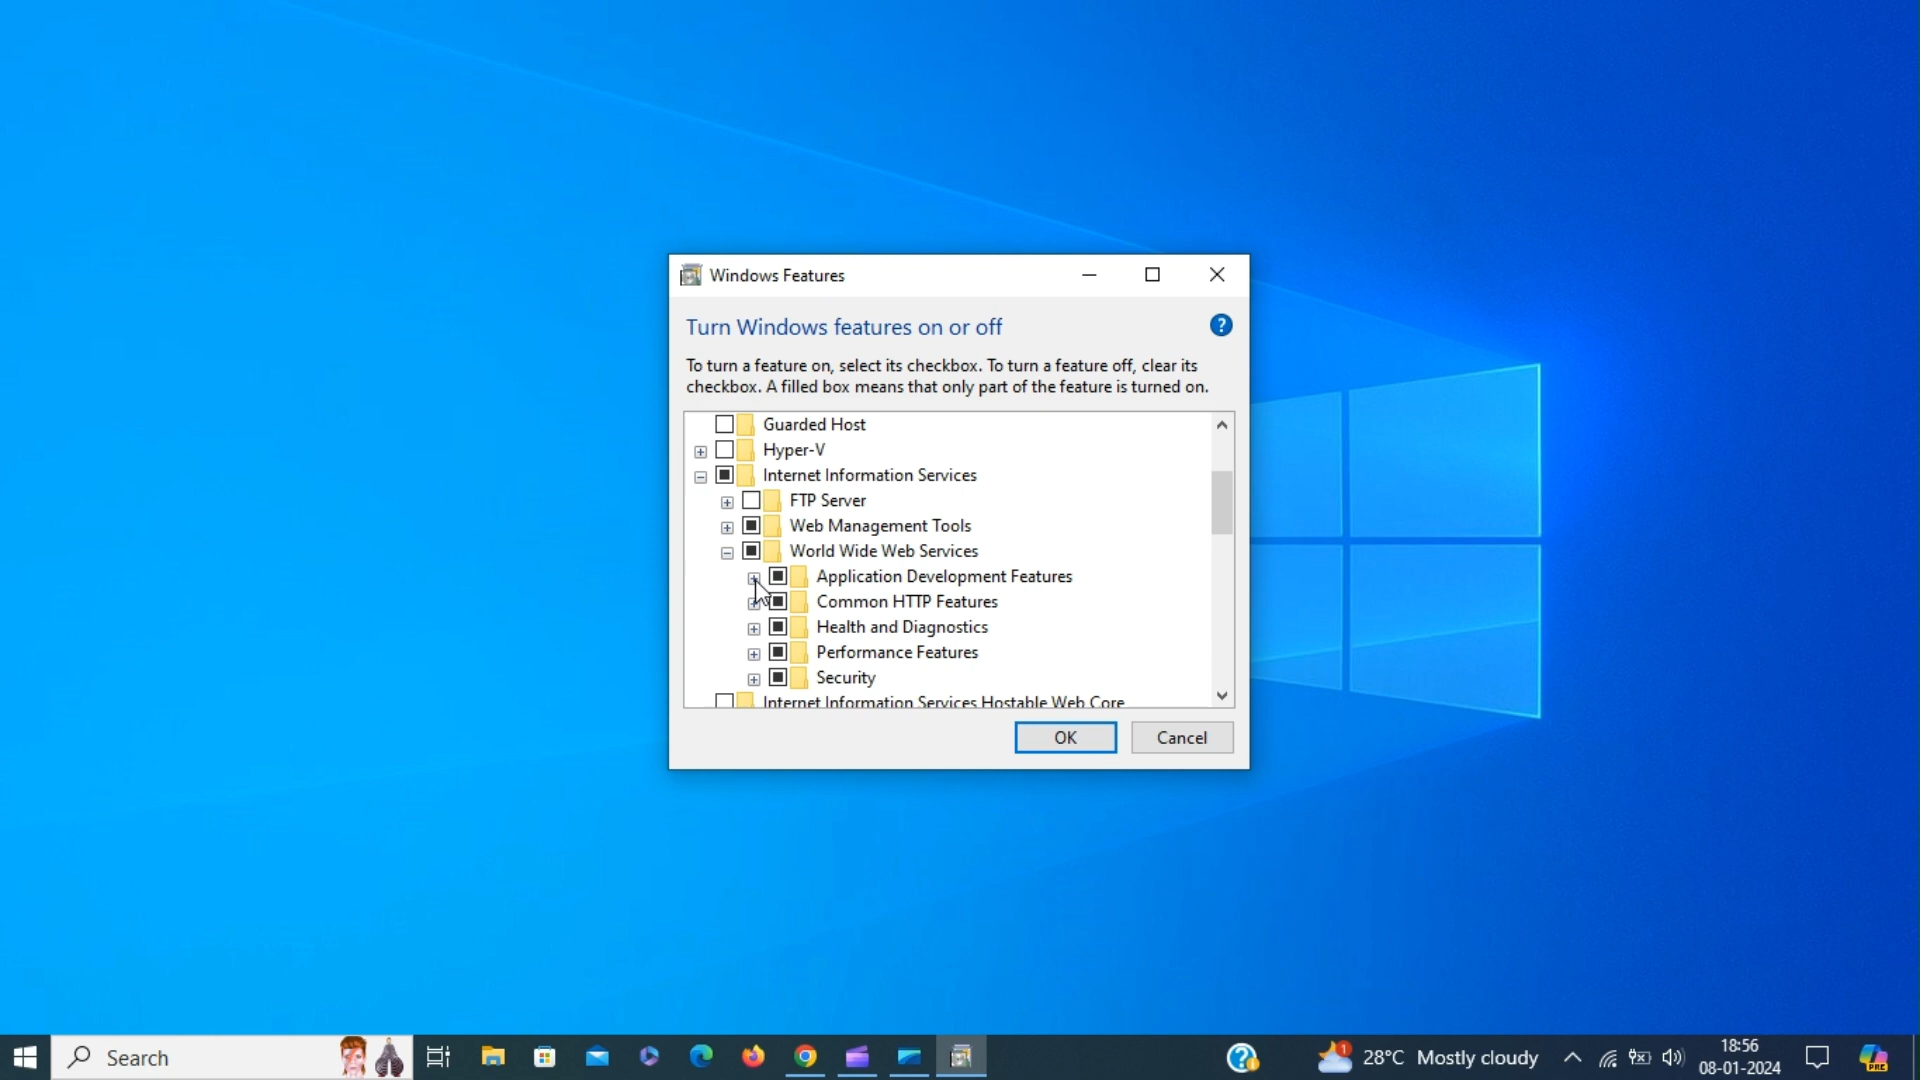 Windows Features
Turn Windows features on or off
To turn a feature on, select its checkbox. To turn a feature off, clear its
checkbox. A filled box means that only part of the feature is turned on.
Guarded Host
Hyper-V
Internet Information Services
FTP Server
Web Management Tools
World Wide Web Services
Application Development Features
Common HTTP Features
Health and Diagnostics
Performance Features
Security
Internet Information Services Hostable Web Core
OK
Cancel
Search
1
28°C Mostly cloudy
18:56
08-01-2024
PRE